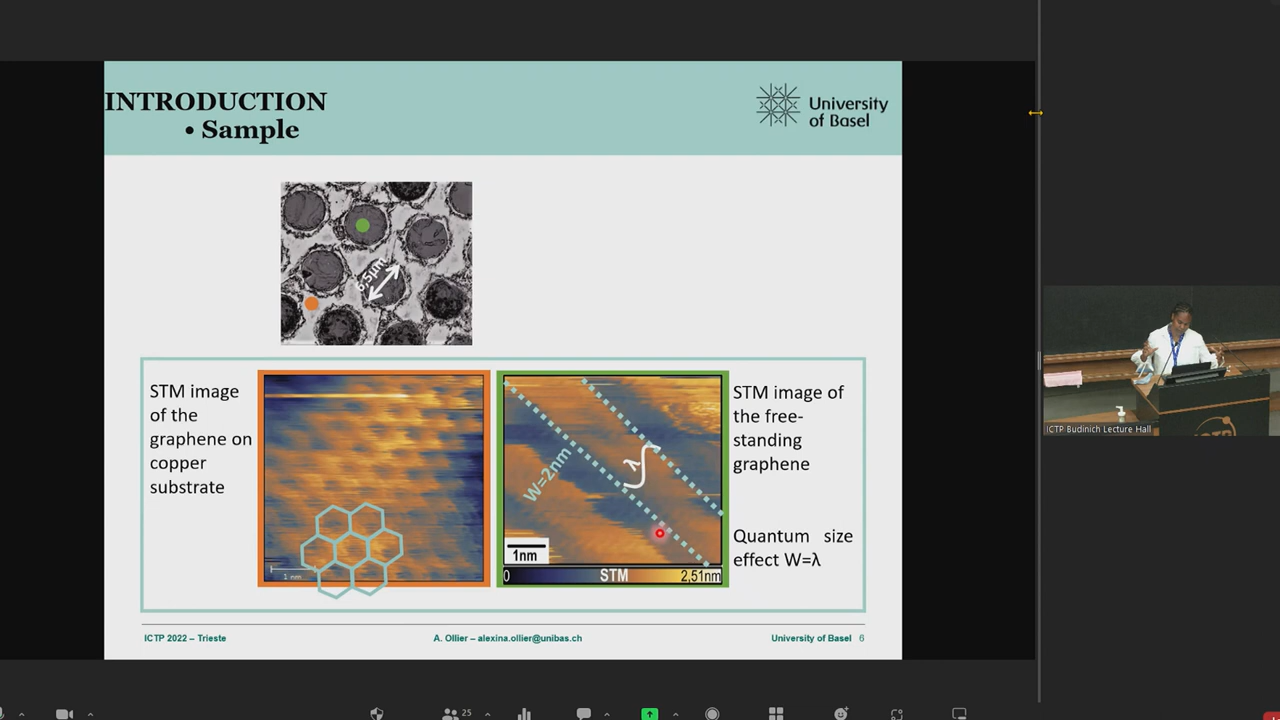 INTRODUCTION
• Sample
University
of Basel
6.5µm
STM image
of the
graphene on
copper
substrate
1 nm
W=2nm
λ
1nm
0 STM 2,51nm
STM image of
the free-
standing
graphene
Quantum size
effect W=λ
ICTP 2022 – Trieste A. Ollier – alexina.ollier@unibas.ch University of Basel 6
ICTP Budinich Lecture Hall
25